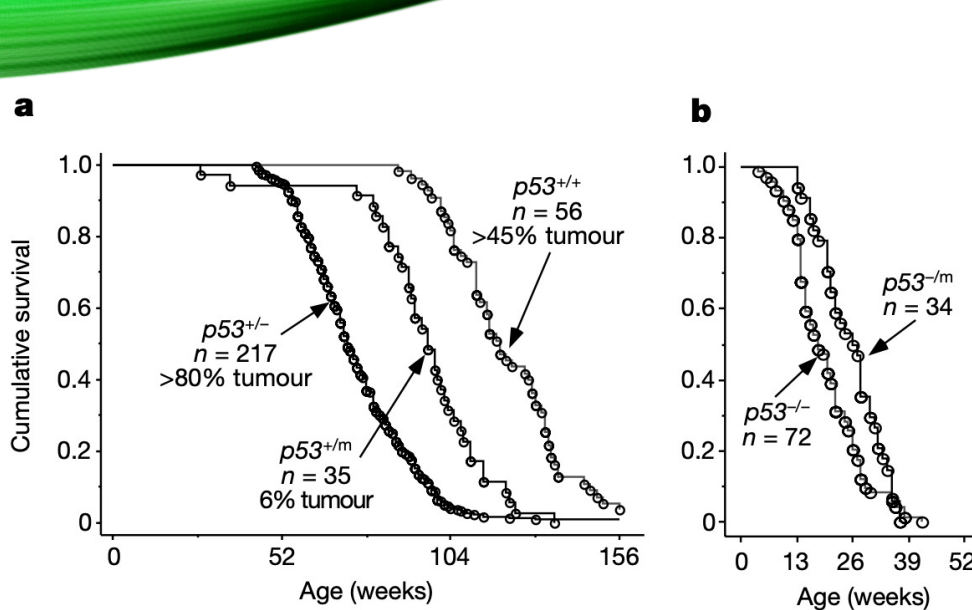 a
1.0
0.8
0.6
0.4
0.2
0
Cumulative survival
p53+/+
n = 56
>45% tumour
p53+/–
n = 217
>80% tumour
p53+/m
n = 35
6% tumour
0 52 104 156
Age (weeks)
b
1.0
0.8
0.6
0.4
0.2
0
p53–/m
n = 34
p53–/–
n = 72
0 13 26 39 52
Age (weeks)